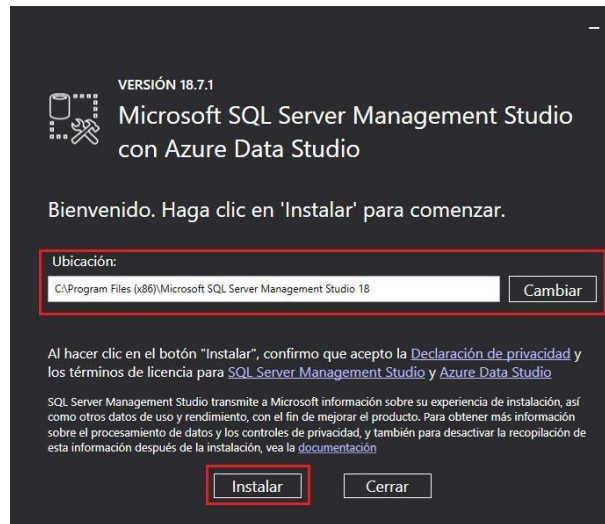 VERSIÓN 18.7.1
Microsoft SQL Server Management Studio
con Azure Data Studio
Bienvenido. Haga clic en 'Instalar' para comenzar.
Ubicación:
C:\Program Files (x86)\Microsoft SQL Server Management Studio 18
Cambiar
Al hacer clic en el botón "Instalar", confirmo que acepto la Declaración de privacidad y
los términos de licencia para SQL Server Management Studio y Azure Data Studio
SQL Server Management Studio transmite a Microsoft información sobre su experiencia de instalación, así
como otros datos de uso y rendimiento, con el fin de mejorar el producto. Para obtener más información
sobre el procesamiento de datos y los controles de privacidad, y también para desactivar la recopilación de
esta información después de la instalación, vea la documentación
Instalar
Cerrar